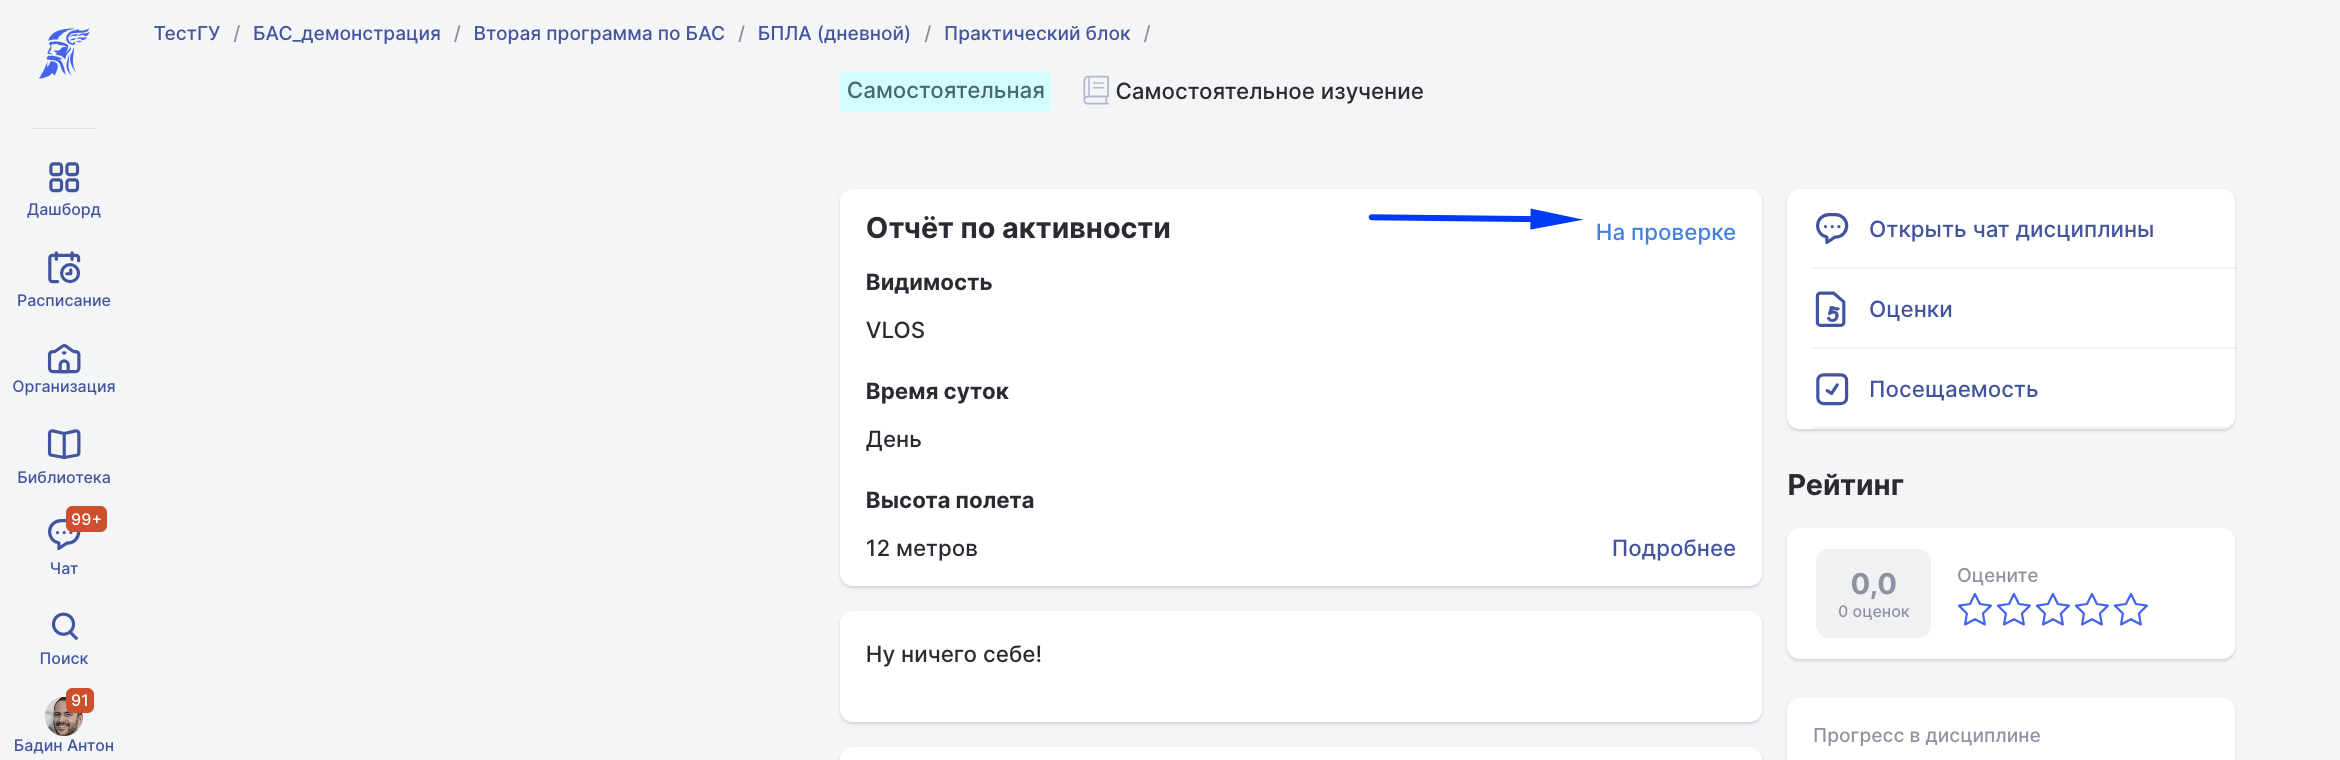 ТестГУ / БАС_демонстрация / Вторая программа по БАС / БПЛА (дневной) / Практический блок /
Самостоятельная
Самостоятельное изучение
Дашборд
Расписание
Организация
Библиотека
99+
Чат
Поиск
91
Бадин Антон
Отчёт по активности
На проверке
Видимость
VLOS
Время суток
День
Высота полета
12 метров
Подробнее
Ну ничего себе!
Открыть чат дисциплины
5
Оценки
Посещаемость
Рейтинг
0,0
0 оценок
Оцените
Прогресс в дисциплине